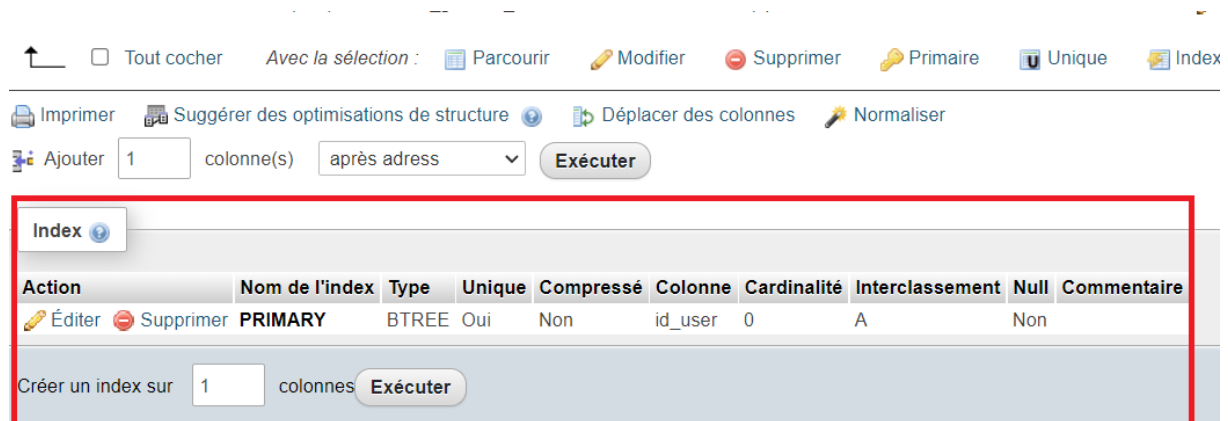 Tout cocher Avec la sélection : Parcourir Modifier Supprimer Primaire Unique Index
Imprimer Suggérer des optimisations de structure Déplacer des colonnes Normaliser
Ajouter 1 colonne(s) après adress Exécuter
Index
Action Nom de l'index Type Unique Compressé Colonne Cardinalité Interclassement Null Commentaire
Éditer Supprimer PRIMARY BTREE Oui Non id_user 0 A Non
Créer un index sur 1 colonnes Exécuter